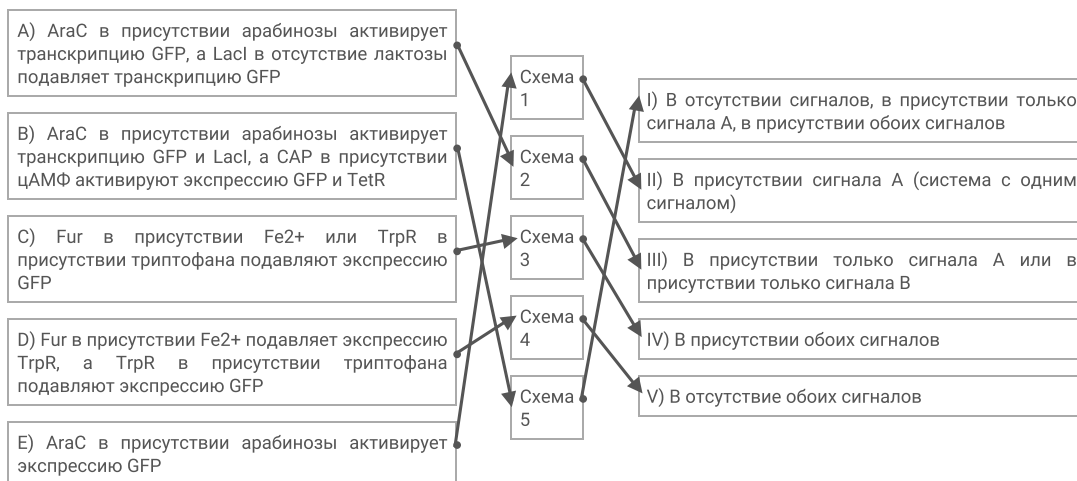 A) AraC в присутствии арабинозы активирует
транскрипцию GFP, а LacI в отсутствие лактозы
подавляет транскрипцию GFP
B) AraC в присутствии арабинозы активирует
транскрипцию GFP и LacI, а CAP в присутствии
цАМФ активируют экспрессию GFP и TetR
C) Fur в присутствии Fe2+ или TrpR в
присутствии триптофана подавляют экспрессию
GFP
D) Fur в присутствии Fe2+ подавляет экспрессию
TrpR, а TrpR в присутствии триптофана
подавляют экспрессию GFP
E) AraC в присутствии арабинозы активирует
экспрессию GFP
Схема
1
Схема
2
Схема
3
Схема
4
Схема
5
I) В отсутствии сигналов, в присутствии только
сигнала А, в присутствии обоих сигналов
II) В присутствии сигнала А (система с одним
сигналом)
III) В присутствии только сигнала А или в
присутствии только сигнала В
IV) В присутствии обоих сигналов
V) В отсутствие обоих сигналов